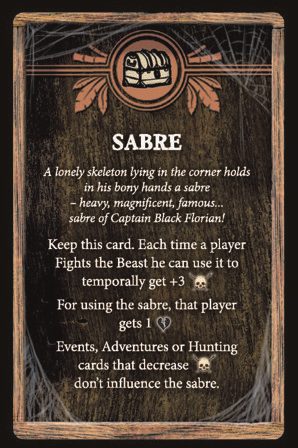 SABRE
A lonely skeleton lying in the corner holds
in his bony hands a sabre
– heavy, magnificent, famous...
sabre of Captain Black Florian!
Keep this card. Each time a player
Fights the Beast he can use it to
temporally get +3
For using the sabre, that player
gets 1
Events, Adventures or Hunting
cards that decrease
don't influence the sabre.